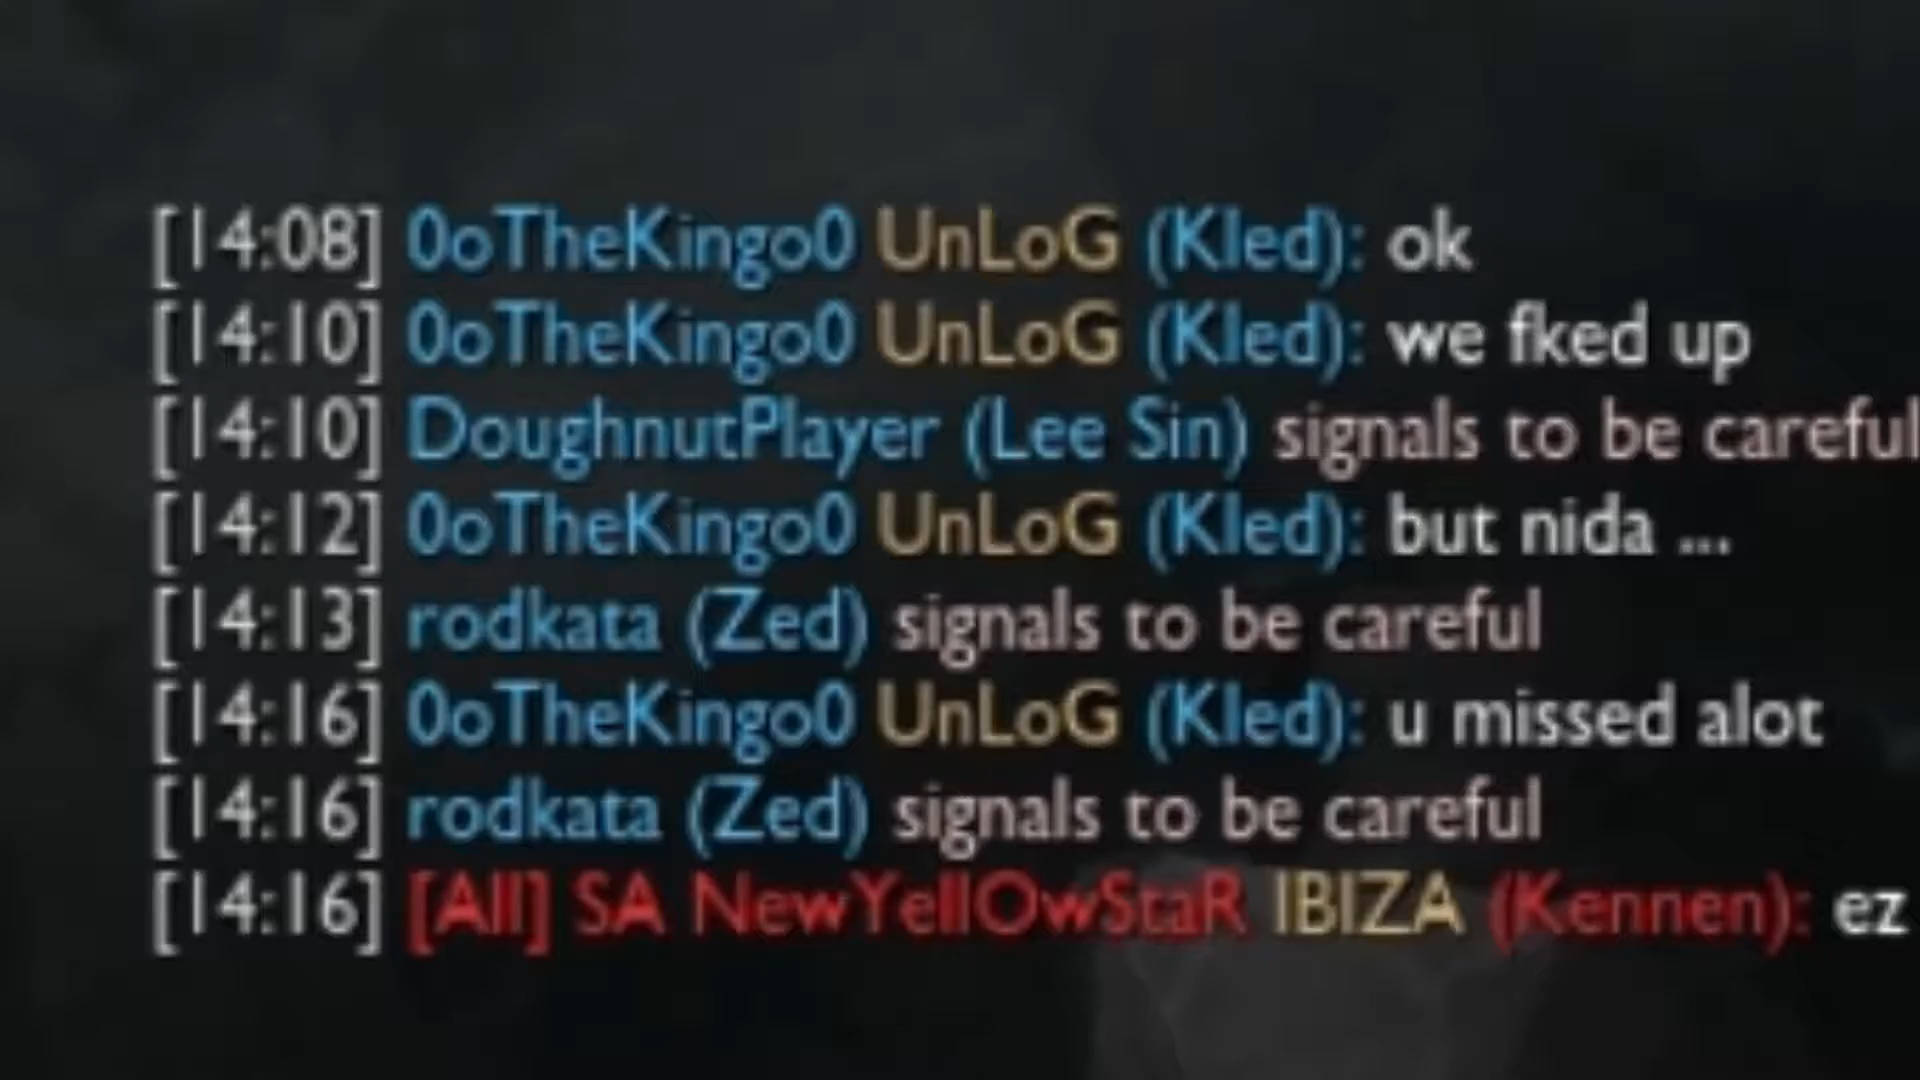 [14:08] 0oTheKingo0 UnLoG (Kled): ok
[14:10] 0oTheKingo0 UnLoG (Kled): we fked up
[14:10] DoughnutPlayer (Lee Sin) signals to be careful
[14:12] 0oTheKingo0 UnLoG (Kled): but nida ...
[14:13] rodkata (Zed) signals to be careful
[14:16] 0oTheKingo0 UnLoG (Kled): u missed alot
[14:16] rodkata (Zed) signals to be careful
[14:16] [All] SA NewYellOwStaR IBIZA (Kennen): ez